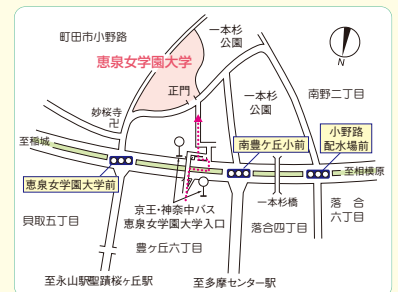 町田市小野路
一本杉
公園
恵泉女学園大学
正門
N
妙桜寺
卍
一本杉
公園
南野二丁目
至稲城
南豊ケ丘小前
小野路
配水場前
恵泉女学園大学前
至相模原
京王・神奈中バス
恵泉女学園大学入口
一本杉橋
貝取五丁目
落合四丁目
落合
六丁目
豊ヶ丘六丁目
至永山駅
聖蹟桜ヶ丘駅
至多摩センター駅